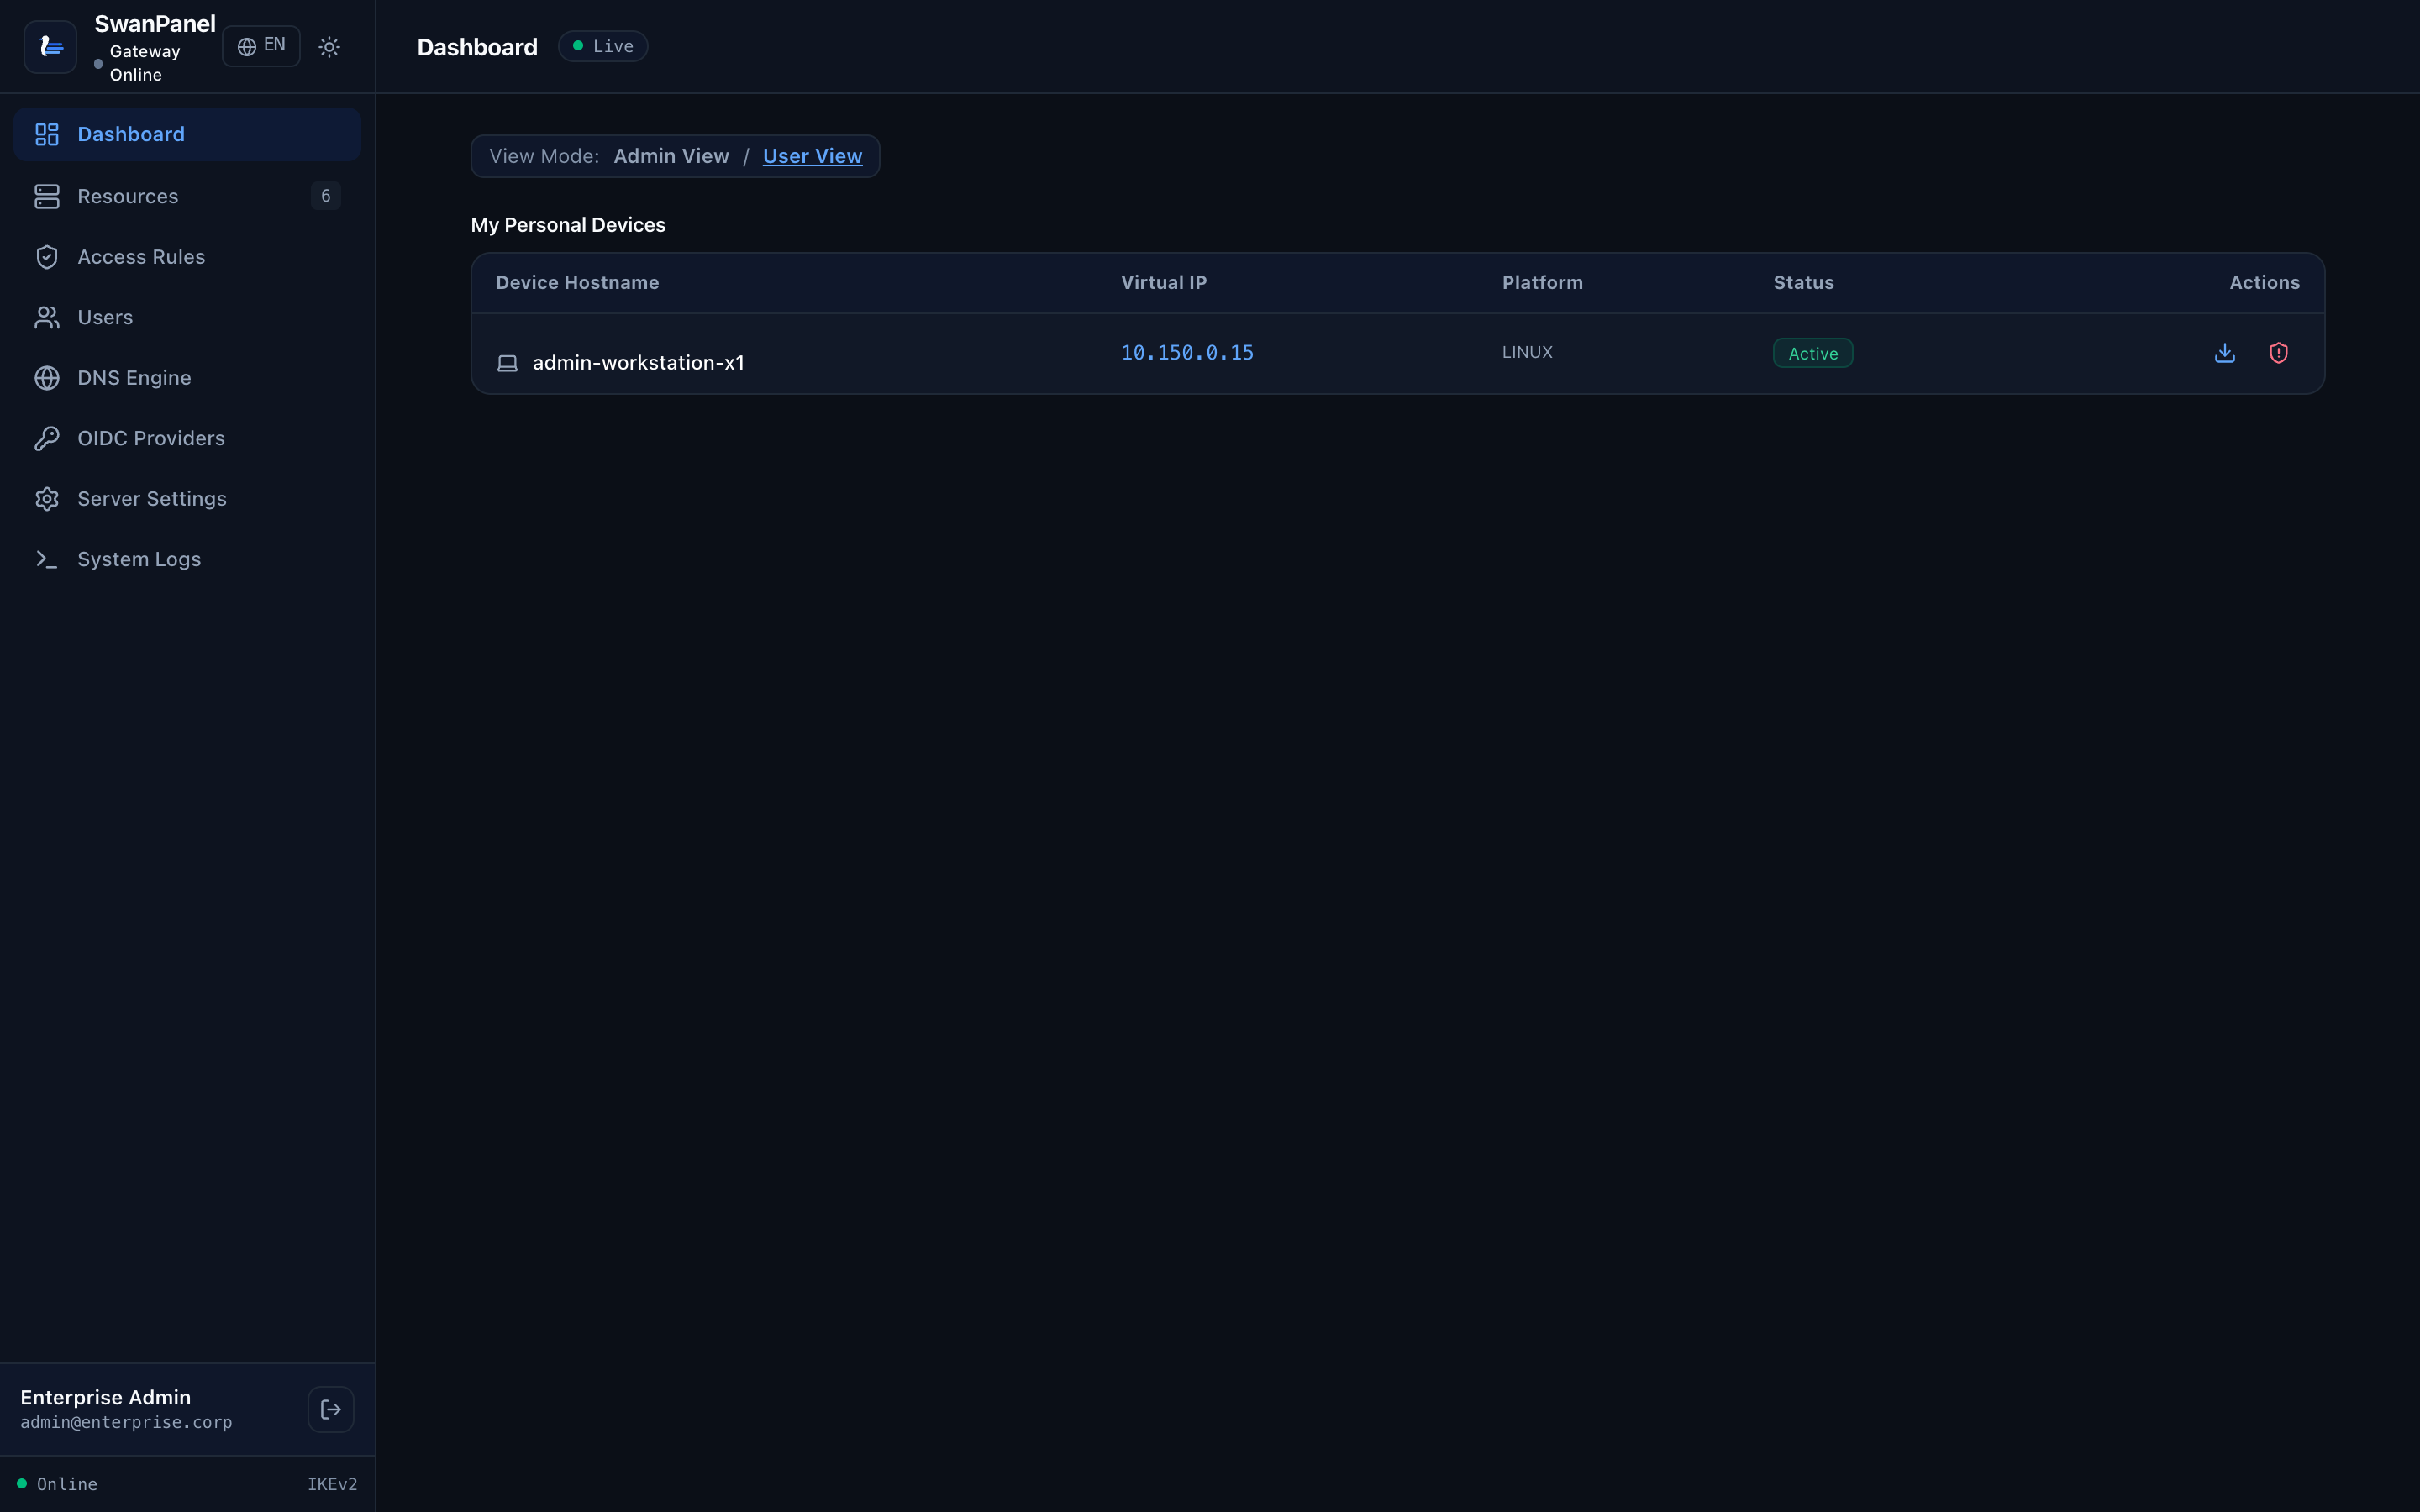 SwanPanel
Gateway
Online
EN
Dashboard
Live
Dashboard
Resources 6
Access Rules
Users
DNS Engine
OIDC Providers
Server Settings
System Logs
View Mode: Admin View / User View
My Personal Devices
Device Hostname Virtual IP Platform Status Actions
admin-workstation-x1 10.150.0.15 LINUX Active
Enterprise Admin
admin@enterprise.corp
Online IKEv2